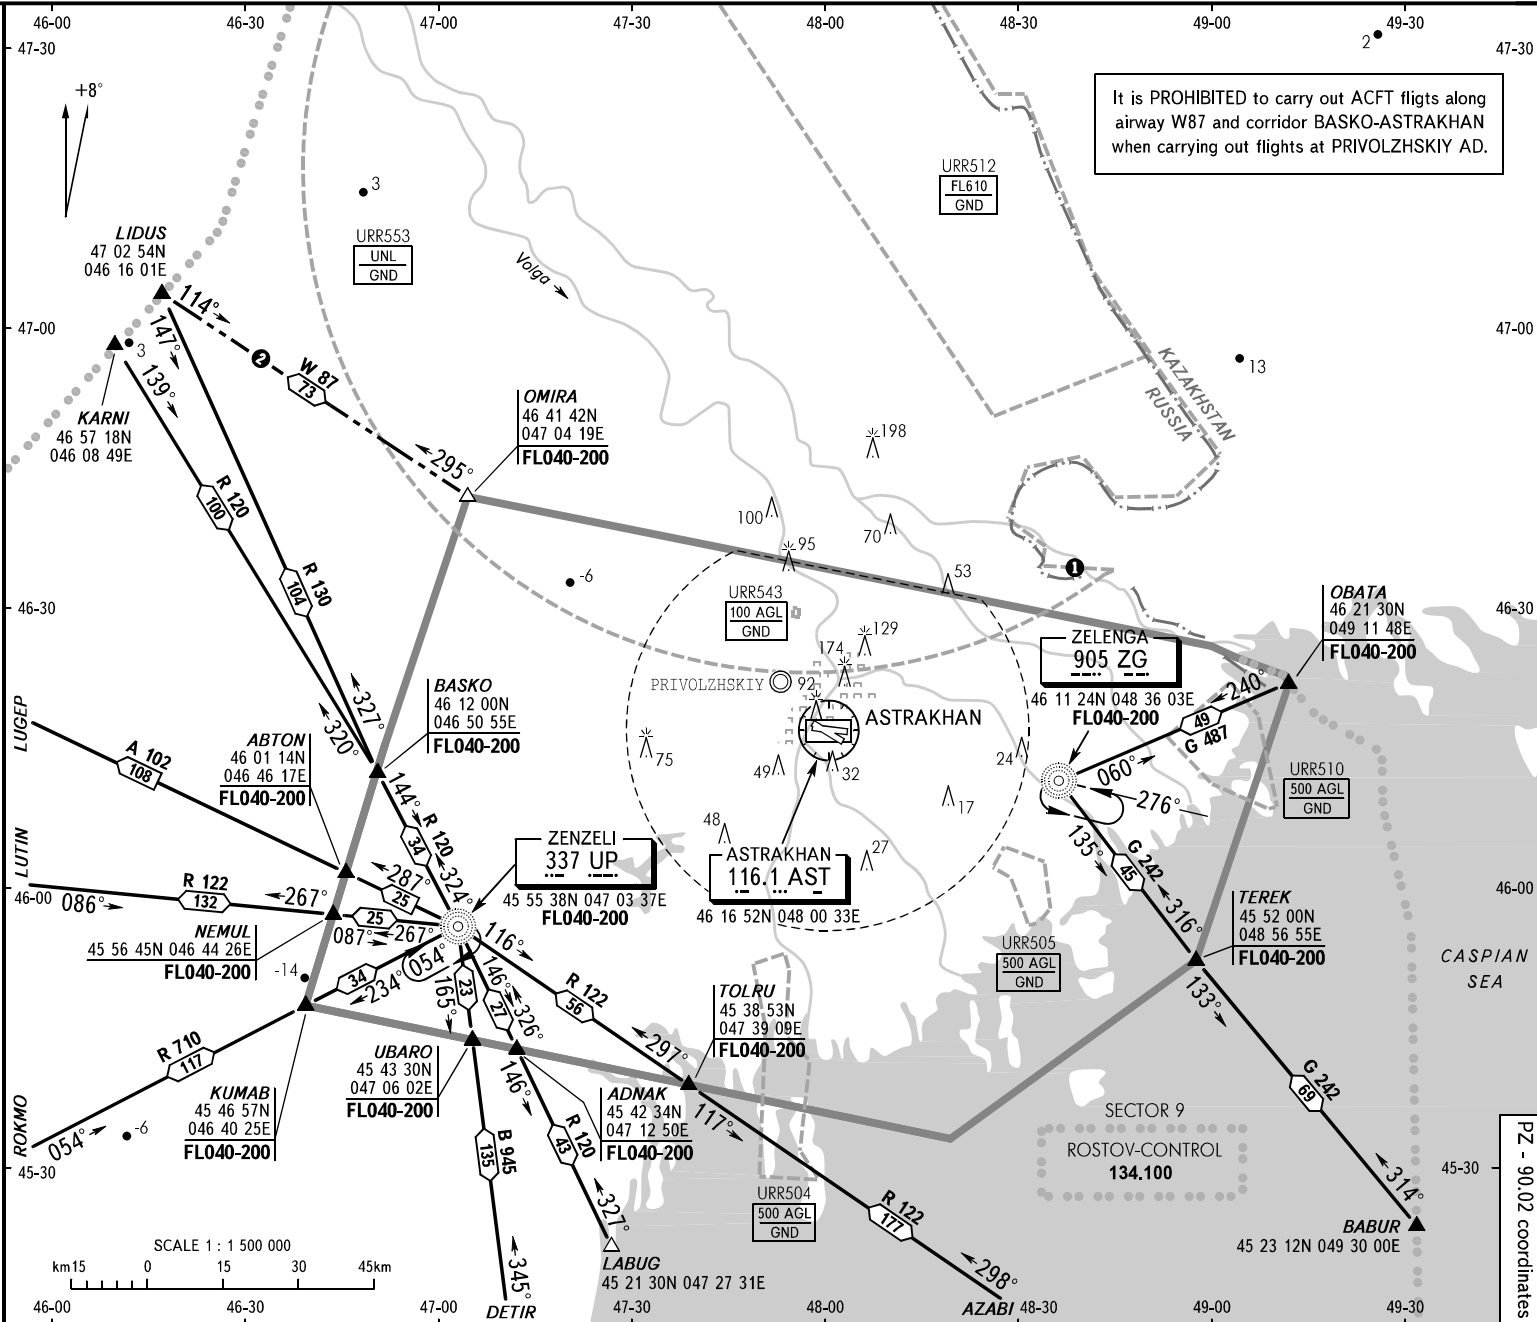 46-00 46-30 47-00 47-30 48-00 48-30 49-00 49-30
47-30
47-30
2
+8°
It is PROHIBITED to carry out ACFT fligts along
airway W87 and corridor BASKO-ASTRAKHAN
when carrying out flights at PRIVOLZHSKIY AD.
3
URR512
FL610
GND
URR553
UNL
GND
LIDUS
47 02 54N
046 16 01E
Volga
114°
147°
47-00
47-00
3
139°
2
W 87
73
KAZAKHSTAN
RUSSIA
13
KARNI
46 57 18N
046 08 49E
OMIRA
46 41 42N
047 04 19E
FL040-200
295°
198
R 120
100
100
70
95
R 130
104
-6
53
1
46-30
46-30
URR543
100 AGL
GND
OBATA
46 21 30N
049 11 48E
FL040-200
129
174
ZELENGA
905 ZG
46 11 24N 048 36 03E
FL040-200
PRIVOLZHSKIY
92
240°
49
G 487
060°
ASTRAKHAN
327°
320°
BASKO
46 12 00N
046 50 55E
FL040-200
LUGEP
A 102
108
ABTON
46 01 14N
046 46 17E
FL040-200
75
49
32
24
URR510
500 AGL
GND
276°
17
144°
R 120
34
324°
48
27
135°
G 242
45
316°
ZENZELI
337 UP
45 55 38N 047 03 37E
FL040-200
ASTRAKHAN
116.1 AST
46 16 52N 048 00 33E
LUTIN
46-00
46-00
086°
R 122
132
267°
287°
25
25
087°
267°
TEREK
45 52 00N
048 56 55E
FL040-200
NEMUL
45 56 45N 046 44 26E
FL040-200
116°
054°
URR505
500 AGL
GND
CASPIAN
SEA
-14
34
234°
165°
23
146°
27
326°
R 122
56
TOLRU
45 38 53N
047 39 09E
FL040-200
133°
R 710
117
UBARO
45 43 30N
047 06 02E
FL040-200
297°
KUMAB
45 46 57N
046 40 25E
FL040-200
146°
ADNAK
45 42 34N
047 12 50E
FL040-200
117°
G 242
69
ROKMO
054°
-6
SECTOR 9
ROSTOV-CONTROL
134.100
B 945
135
R 120
43
45-30
45-30
PZ - 90.02 coordinates
URR504
500 AGL
GND
R 122
177
314°
327°
BABUR
45 23 12N 049 30 00E
SCALE 1 : 1 500 000
km15 0 15 30 45km
LABUG
45 21 30N 047 27 31E
345°
DETIR
298°
AZABI
46-00 46-30 47-00 47-30 48-00 48-30 49-00 49-30